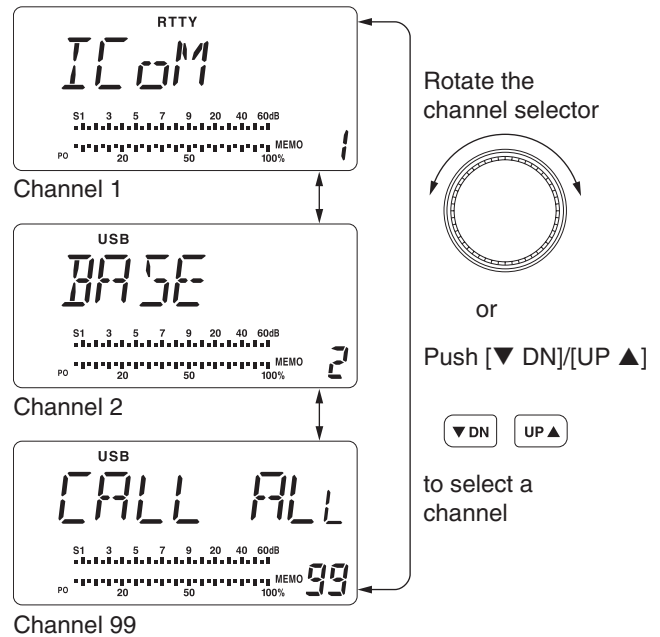 RTTY
ICoM
S1 3 5 7 9 20 40 60dB
MEMO 1
PO 20 50 100%
Channel 1
USB
BASE
S1 3 5 7 9 20 40 60dB
MEMO 2
PO 20 50 100%
Channel 2
USB
CALL ALL
S1 3 5 7 9 20 40 60dB
MEMO 99
PO 20 50 100%
Channel 99
Rotate the
channel selector
or
Push [▼ DN]/[UP ▲]
▼ DN UP ▲
to select a
channel